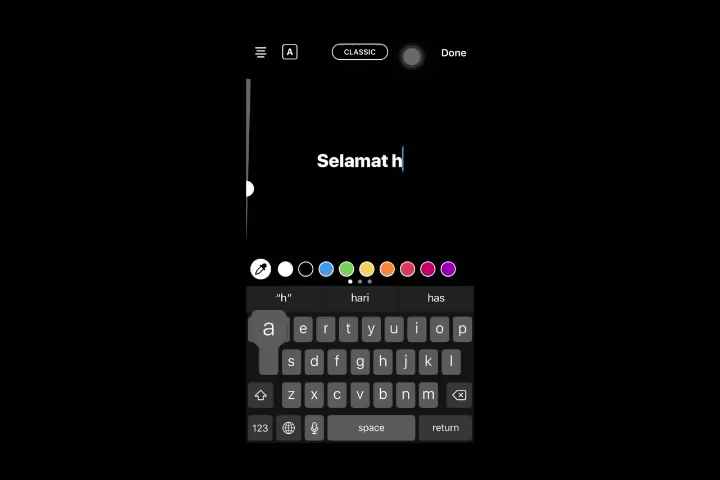 A
CLASSIC
Done
Selamat h
"h"
hari
has
a e r t y u i o p
s d f g h j k l
z x c v b n m
123
space
return